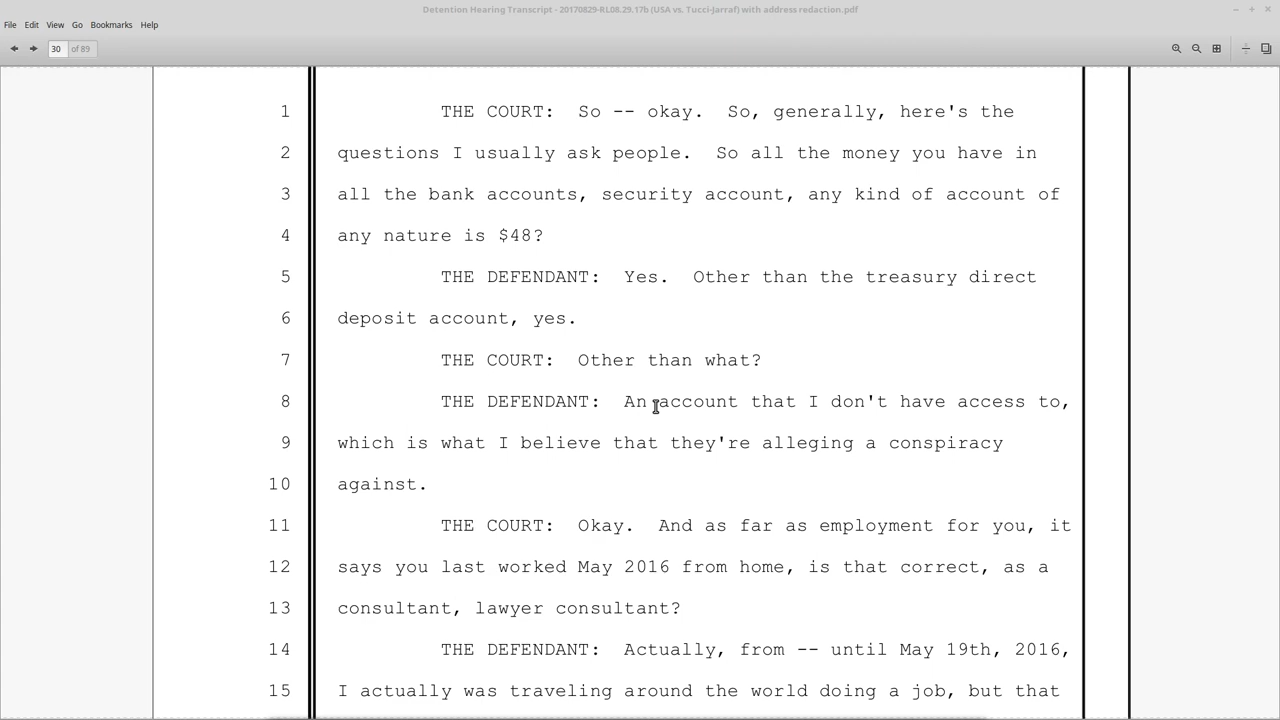 Detention Hearing Transcript - 20170829-RL08.29.17b (USA vs. Tucci-Jarraf) with address redaction.pdf
File Edit View Go Bookmarks Help
30 of 89
1 THE COURT: So -- okay. So, generally, here's the
2 questions I usually ask people. So all the money you have in
3 all the bank accounts, security account, any kind of account of
4 any nature is $48?
5 THE DEFENDANT: Yes. Other than the treasury direct
6 deposit account, yes.
7 THE COURT: Other than what?
8 THE DEFENDANT: An account that I don't have access to,
9 which is what I believe that they're alleging a conspiracy
10 against.
11 THE COURT: Okay. And as far as employment for you, it
12 says you last worked May 2016 from home, is that correct, as a
13 consultant, lawyer consultant?
14 THE DEFENDANT: Actually, from -- until May 19th, 2016,
15 I actually was traveling around the world doing a job, but that